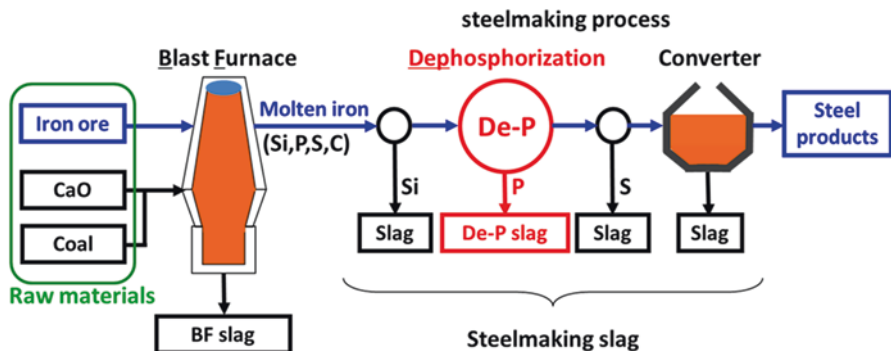 steelmaking process
Blast Furnace
Dephosphorization
Converter
Iron ore
Molten iron
(Si,P,S,C)
De-P
Steel
products
CaO
Coal
Si
P
S
Slag
De-P slag
Slag
Slag
Raw materials
BF slag
Steelmaking slag